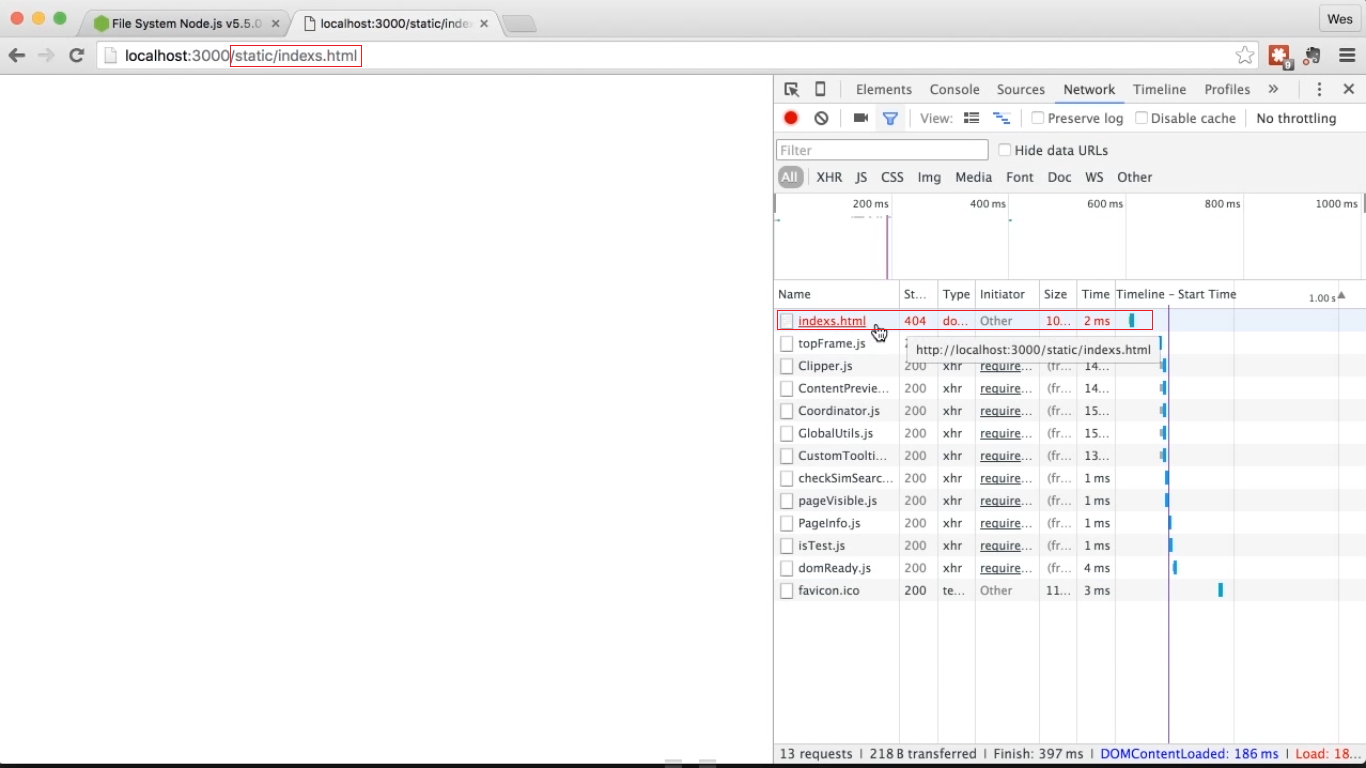 File System Node.js v5.5.0
localhost:3000/static/inde
Wes
localhost:3000/static/indexs.html
9
Elements Console Sources Network Timeline Profiles »
View: Preserve log Disable cache No throttling
Filter Hide data URLs
All XHR JS CSS Img Media Font Doc WS Other
200 ms 400 ms 600 ms 800 ms 1000 ms
Name St... Type Initiator Size Time Timeline – Start Time 1.00 s
indexs.html 404 do... Other 10... 2 ms
topFrame.js
http://localhost:3000/static/indexs.html
Clipper.js 200 xhr require... (fr... 14...
ContentPrevie... 200 xhr require... (fr... 14...
Coordinator.js 200 xhr require... (fr... 15...
GlobalUtils.js 200 xhr require... (fr... 15...
CustomToolti... 200 xhr require... (fr... 13...
checkSimSearc... 200 xhr require... (fr... 1 ms
pageVisible.js 200 xhr require... (fr... 1 ms
PageInfo.js 200 xhr require... (fr... 1 ms
isTest.js 200 xhr require... (fr... 1 ms
domReady.js 200 xhr require... (fr... 4 ms
favicon.ico 200 te... Other 11... 3 ms
13 requests | 218 B transferred | Finish: 397 ms | DOMContentLoaded: 186 ms | Load: 18...